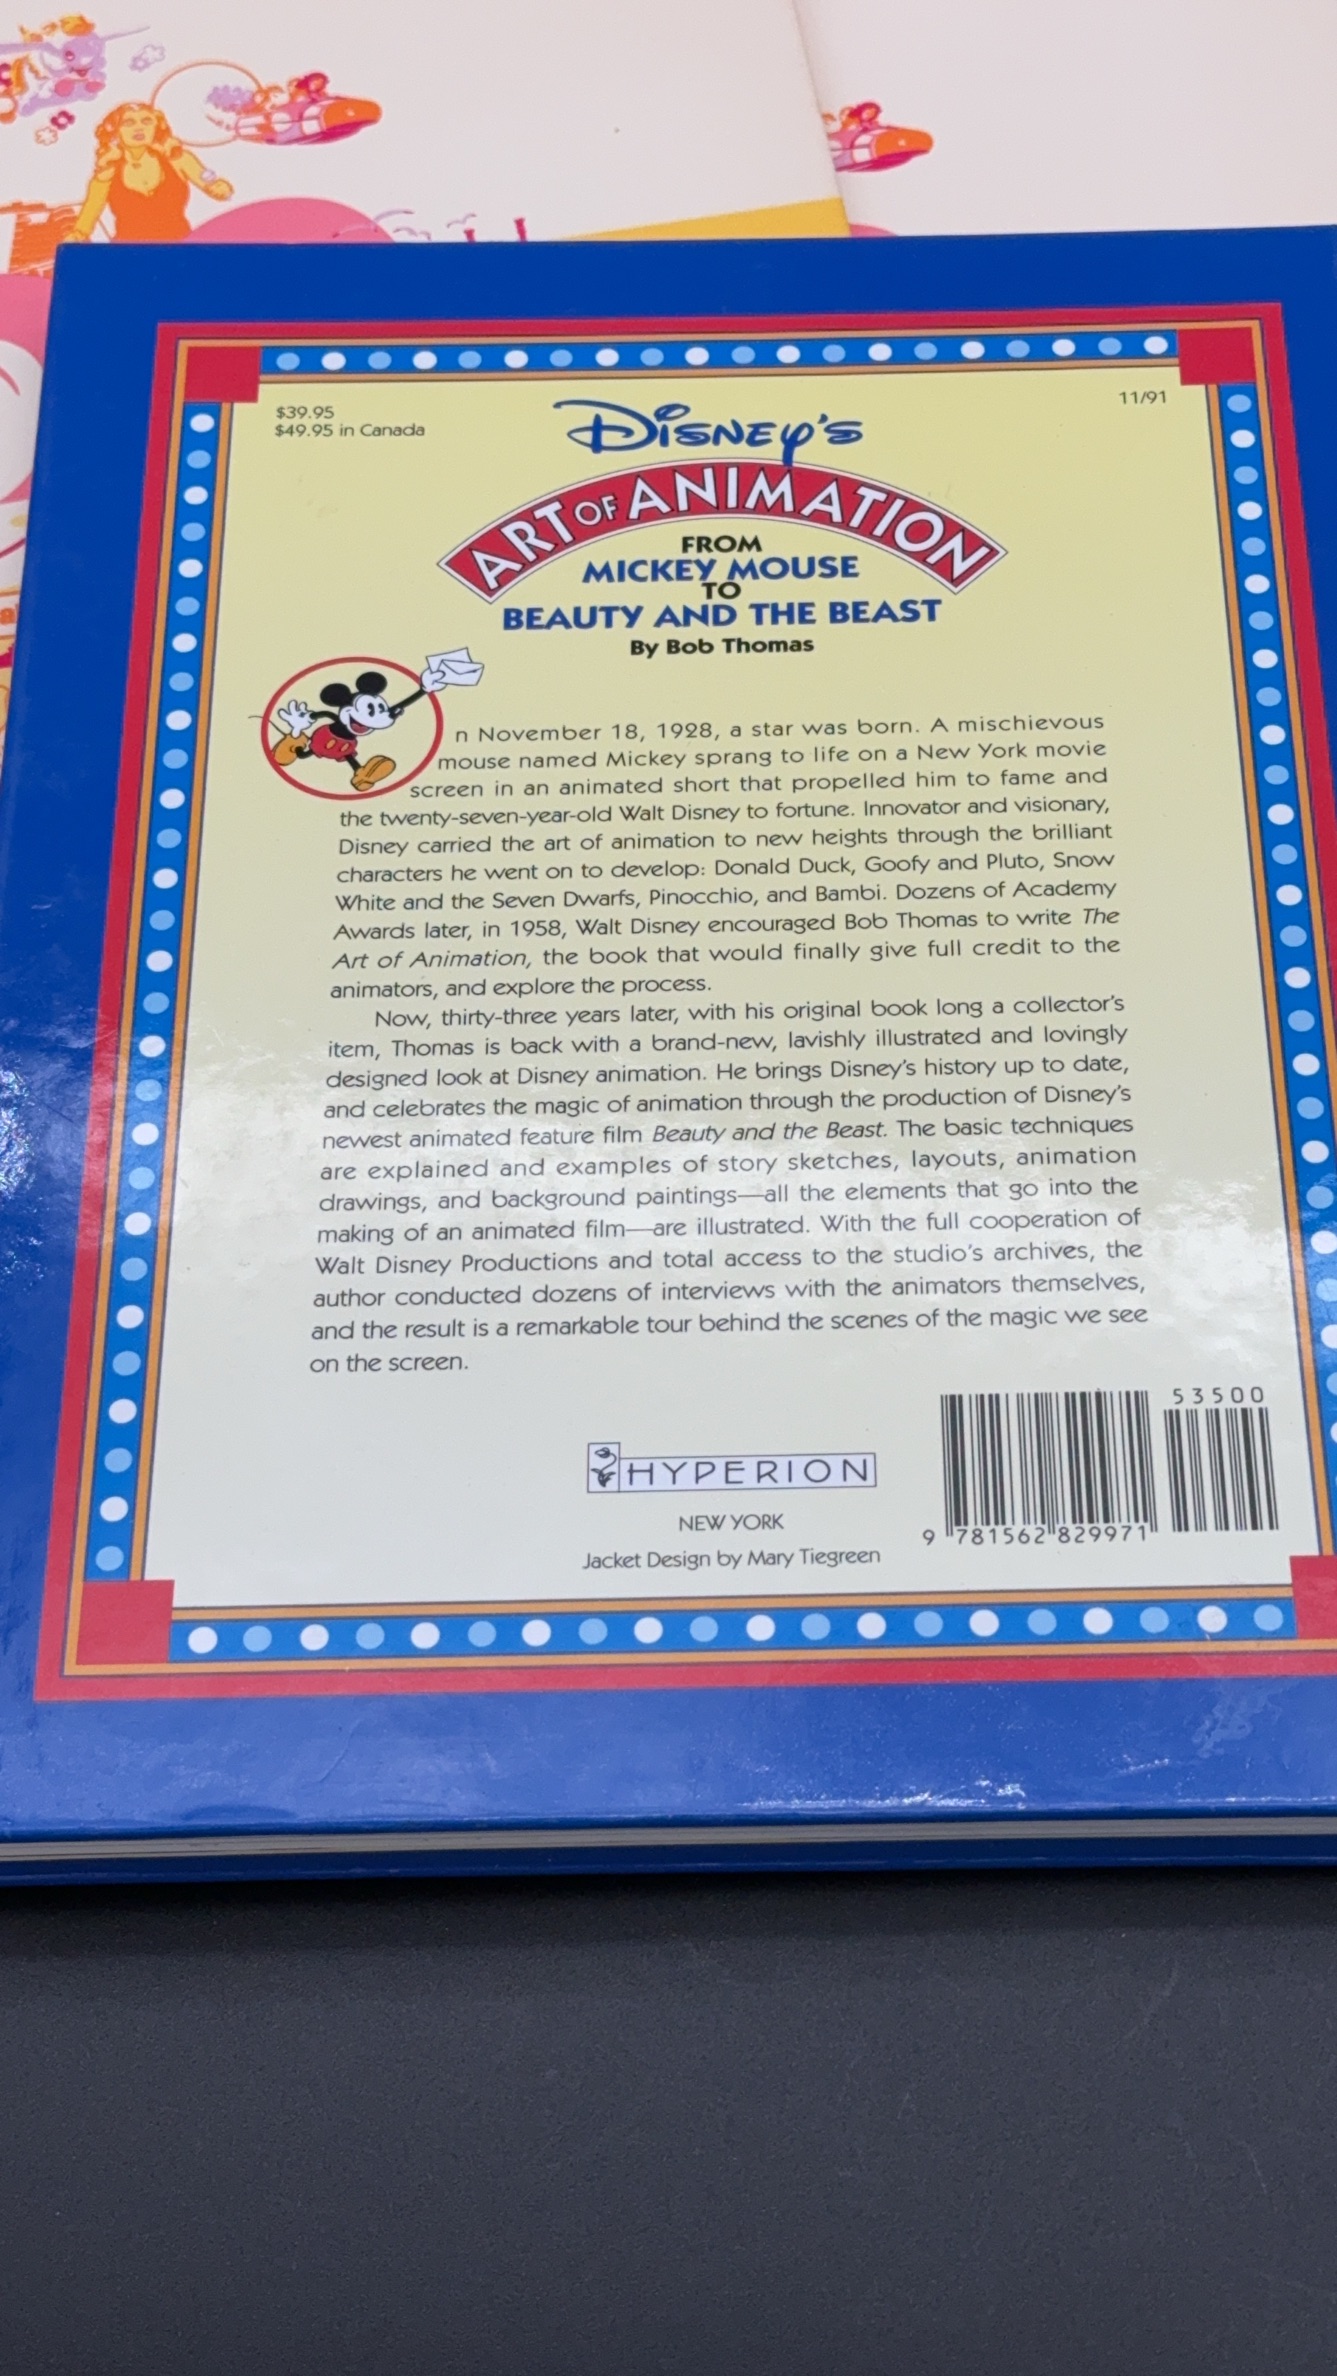 $39.95
$49.95 in Canada
11/91
Disney's
ART OF ANIMATION
FROM
MICKEY MOUSE
TO
BEAUTY AND THE BEAST
By Bob Thomas
n November 18, 1928, a star was born. A mischievous
mouse named Mickey sprang to life on a New York movie
screen in an animated short that propelled him to fame and
the twenty-seven-year-old Walt Disney to fortune. Innovator and visionary,
Disney carried the art of animation to new heights through the brilliant
characters he went on to develop: Donald Duck, Goofy and Pluto, Snow
White and the Seven Dwarfs, Pinocchio, and Bambi. Dozens of Academy
Awards later, in 1958, Walt Disney encouraged Bob Thomas to write The
Art of Animation, the book that would finally give full credit to the
animators, and explore the process.
Now, thirty-three years later, with his original book long a collector's
item, Thomas is back with a brand-new, lavishly illustrated and lovingly
designed look at Disney animation. He brings Disney's history up to date,
and celebrates the magic of animation through the production of Disney's
newest animated feature film Beauty and the Beast. The basic techniques
are explained and examples of story sketches, layouts, animation
drawings, and background paintings—all the elements that go into the
making of an animated film—are illustrated. With the full cooperation of
Walt Disney Productions and total access to the studio's archives, the
author conducted dozens of interviews with the animators themselves,
and the result is a remarkable tour behind the scenes of the magic we see
on the screen.
53500
HYPERION
9 781562 829971
NEW YORK
Jacket Design by Mary Tiegreen